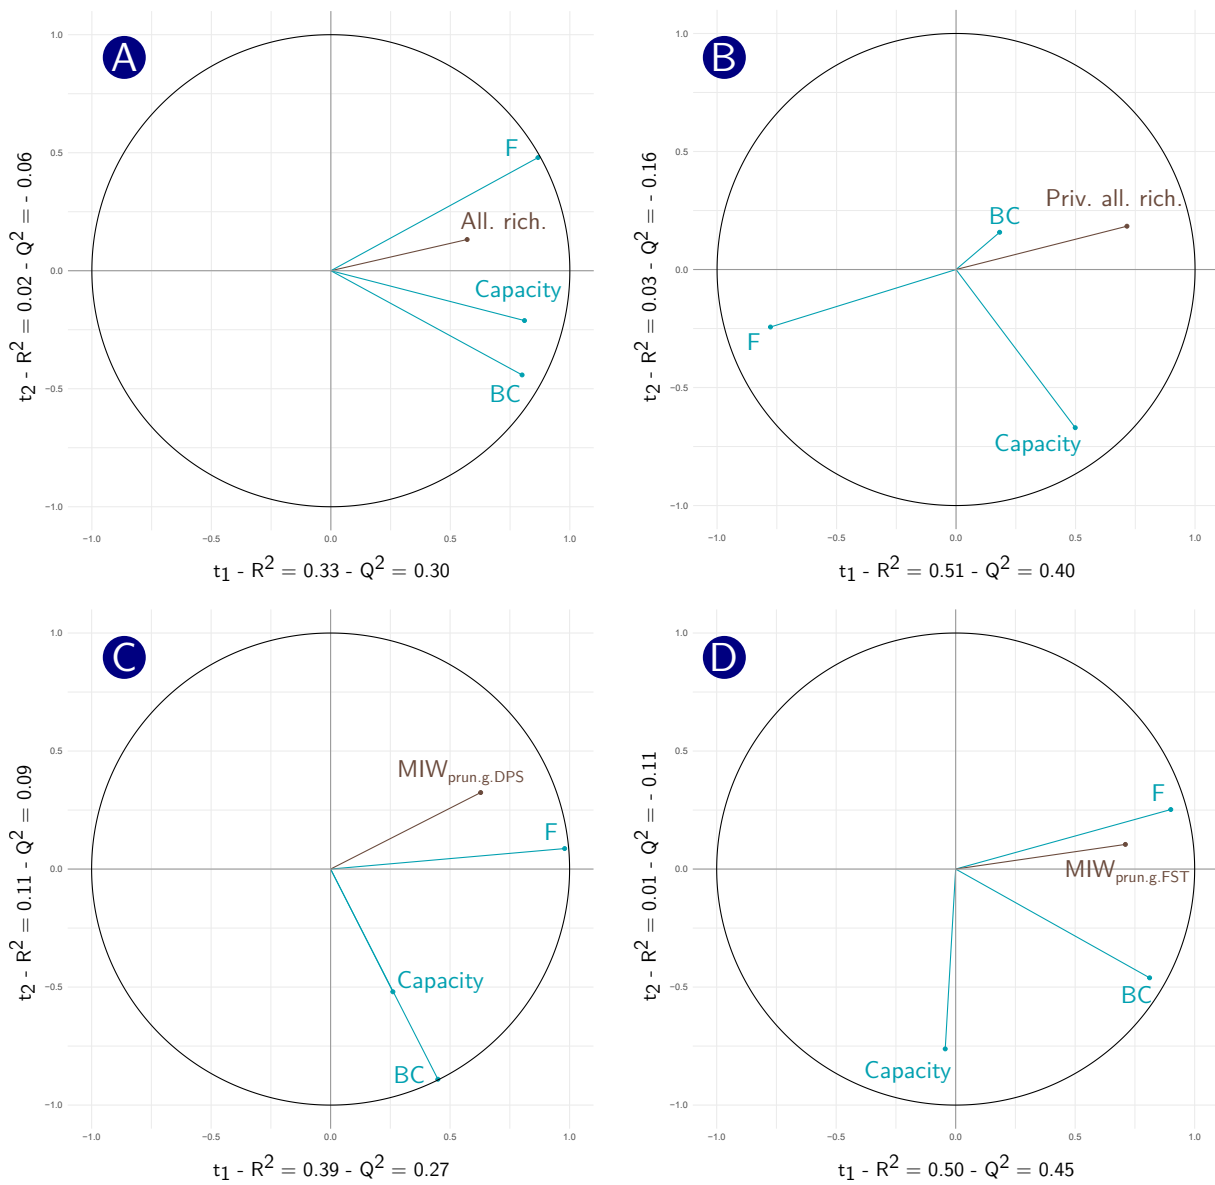 A
1.0
0.5
0.0
−0.5
−1.0
F
All. rich.
Capacity
BC
−1.0
−0.5
0.0
0.5
1.0
t2 - R2 = 0.02 - Q2 = - 0.06
t1 - R2 = 0.33 - Q2 = 0.30
B
1.0
0.5
0.0
−0.5
−1.0
Priv. all. rich.
BC
F
Capacity
−1.0
−0.5
0.0
0.5
1.0
t2 - R2 = 0.03 - Q2 = - 0.16
t1 - R2 = 0.51 - Q2 = 0.40
C
1.0
0.5
0.0
−0.5
−1.0
MIWprun.g.DPS
F
Capacity
BC
−1.0
−0.5
0.0
0.5
1.0
t2 - R2 = 0.11 - Q2 = 0.09
t1 - R2 = 0.39 - Q2 = 0.27
D
1.0
0.5
0.0
−0.5
−1.0
F
MIWprun.g.FST
BC
Capacity
−1.0
−0.5
0.0
0.5
1.0
t2 - R2 = 0.01 - Q2 = - 0.11
t1 - R2 = 0.50 - Q2 = 0.45